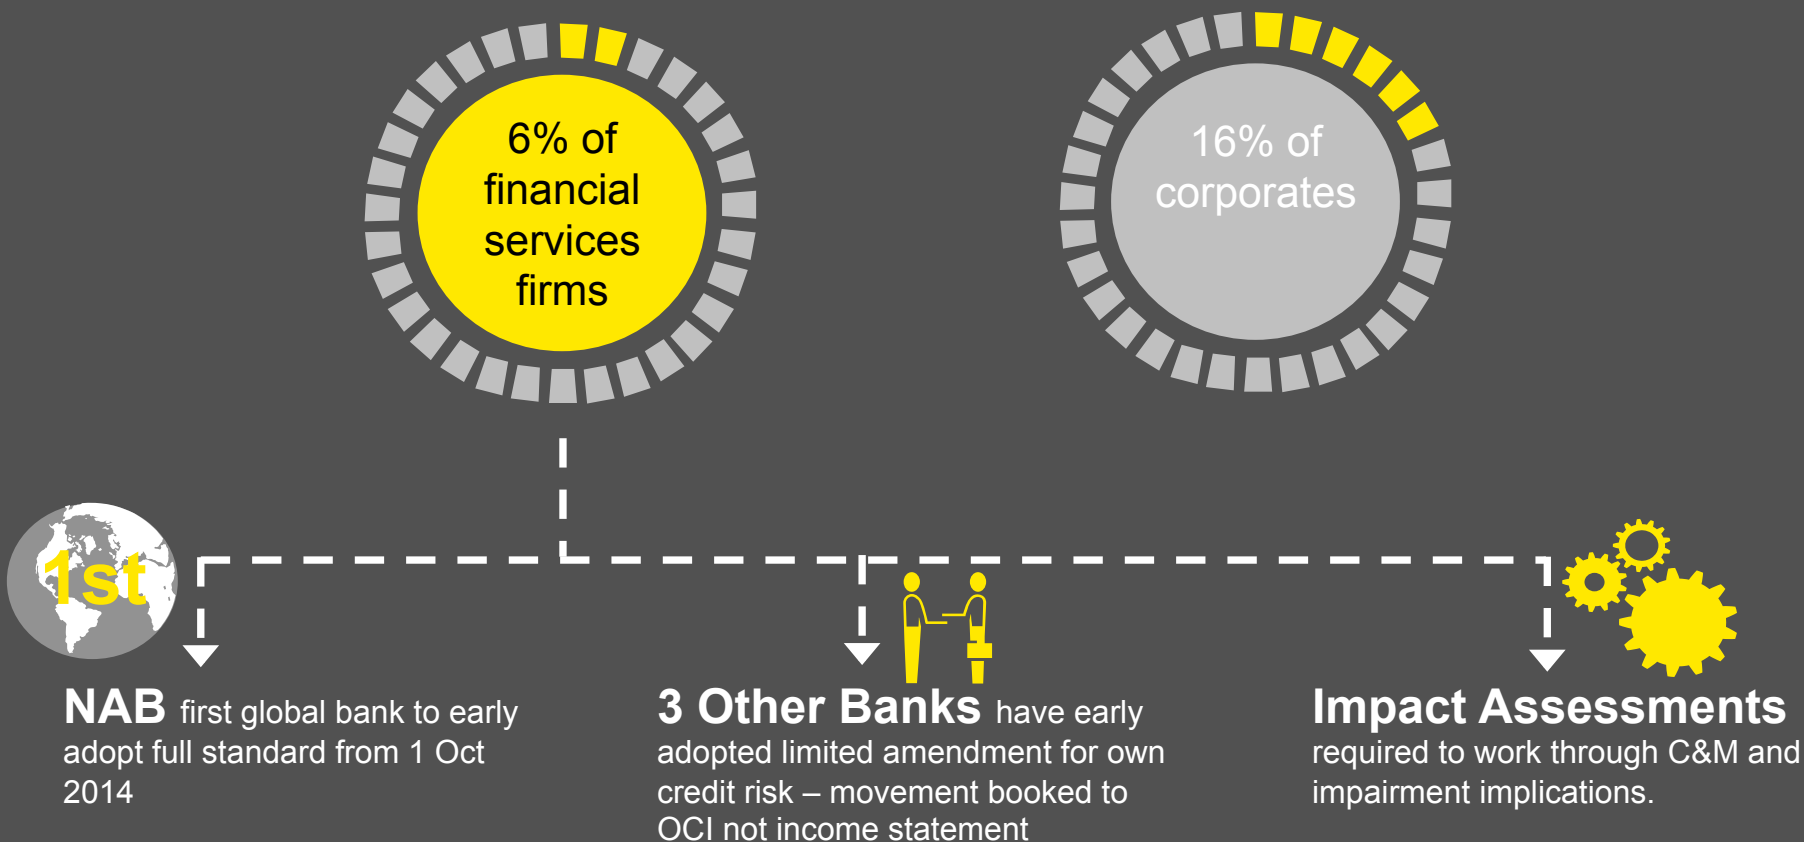 6% of
financial
services
firms
16% of
corporates
1st
NAB first global bank to early
adopt full standard from 1 Oct
2014
3 Other Banks have early
adopted limited amendment for own
credit risk – movement booked to
OCI not income statement
Impact Assessments
required to work through C&M and
impairment implications.